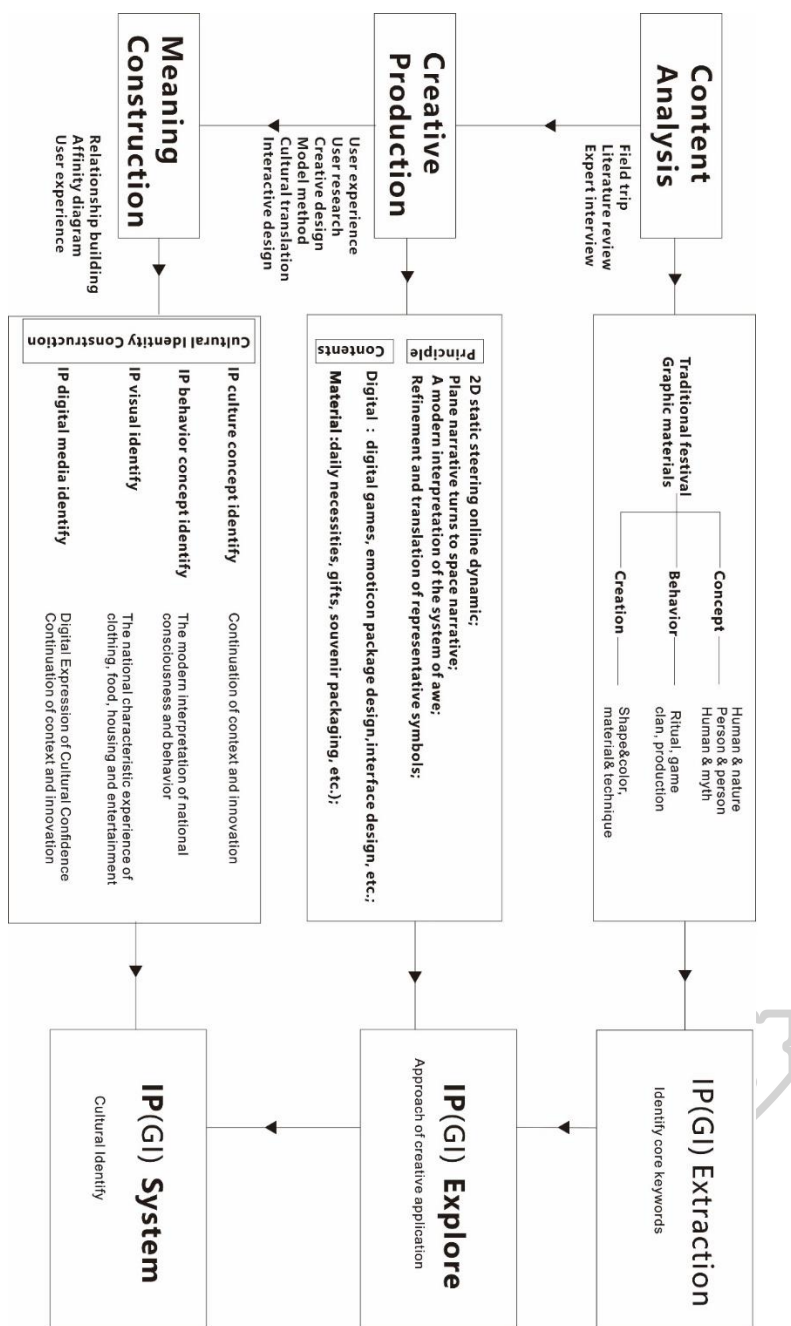 Content
Analysis
Field trip
Literature review
Expert interview
Traditional festival
Graphic materials
Concept
Human & nature
Person & person
Human & myth
Behavior
Ritual, game
clan, production
Creation
Shape&color,
material& technique
IP(GI) Extraction
Identify core keywords
Creative
Production
User experience
User research
Creative design
Model method
Cultural translation
Interactive design
Principle
2D static steering online dynamic;
Plane narrative turns to space narrative;
A modern interpretation of the system of awe;
Refinement and translation of representative symbols;
Contents
Digital : digital games, emoticon package design,interface design, etc.;
Material :daily necessities, gifts, souvenir packaging, etc.);
IP(GI) Explore
Approach of creative application
Meaning
Construction
Relationship building
Affinity diagram
User experience
Cultural Identity Construction
IP culture concept identify
Continuation of context and innovation
IP behavior concept identify
The modern interpretation of national
consciousness and behavior
IP visual identify
The national characteristic experience of
clothing, food, housing and entertainment
IP digital media identify
Digital Expression of Cultural Confidence
Continuation of context and innovation
IP(GI) System
Cultural Identify